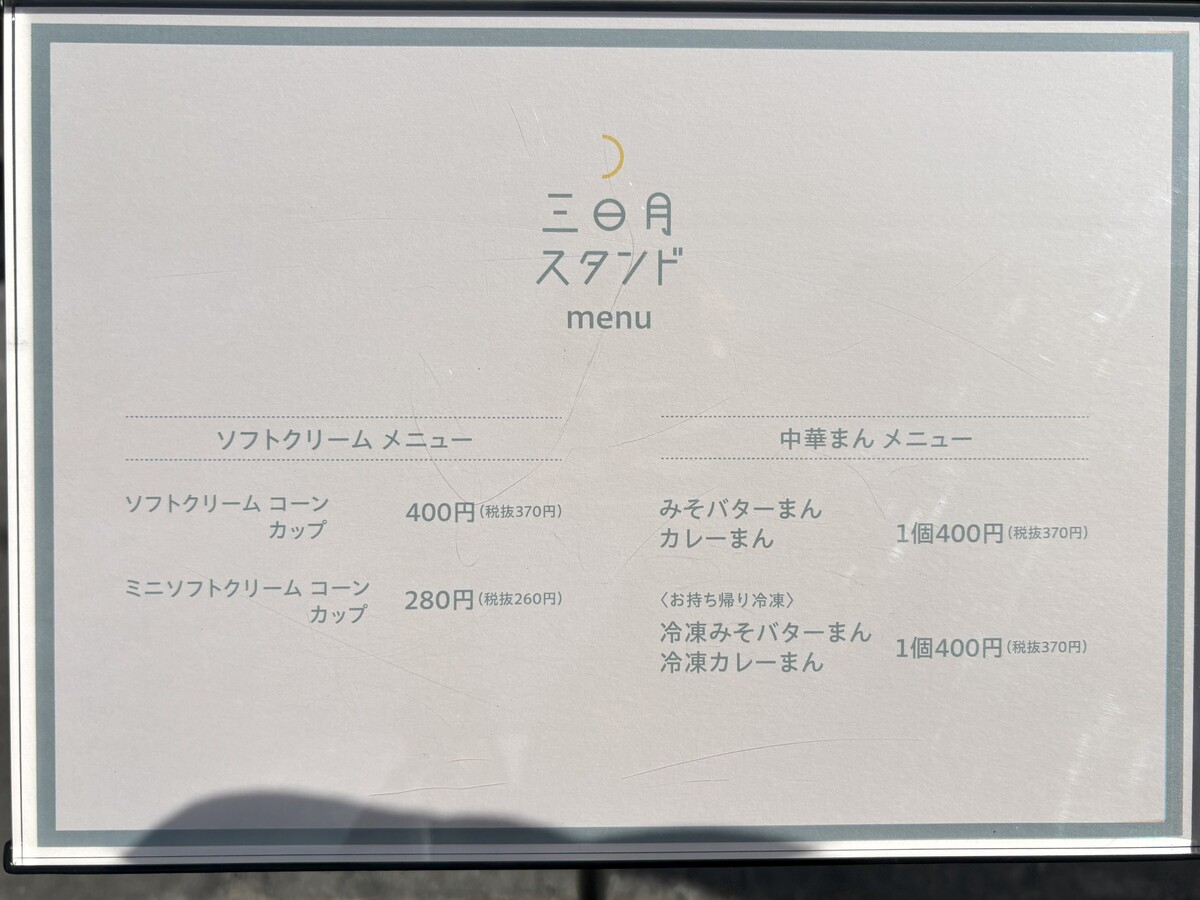 三日月
スタンド
menu
ソフトクリーム メニュー
ソフトクリーム コーン
カップ
400円(税抜370円)
ミニソフトクリーム コーン
カップ
280円(税抜260円)
中華まん メニュー
みそバターまん
カレーまん
1個400円(税抜370円)
〈お持ち帰り冷凍〉
冷凍みそバターまん
冷凍カレーまん
1個400円(税抜370円)